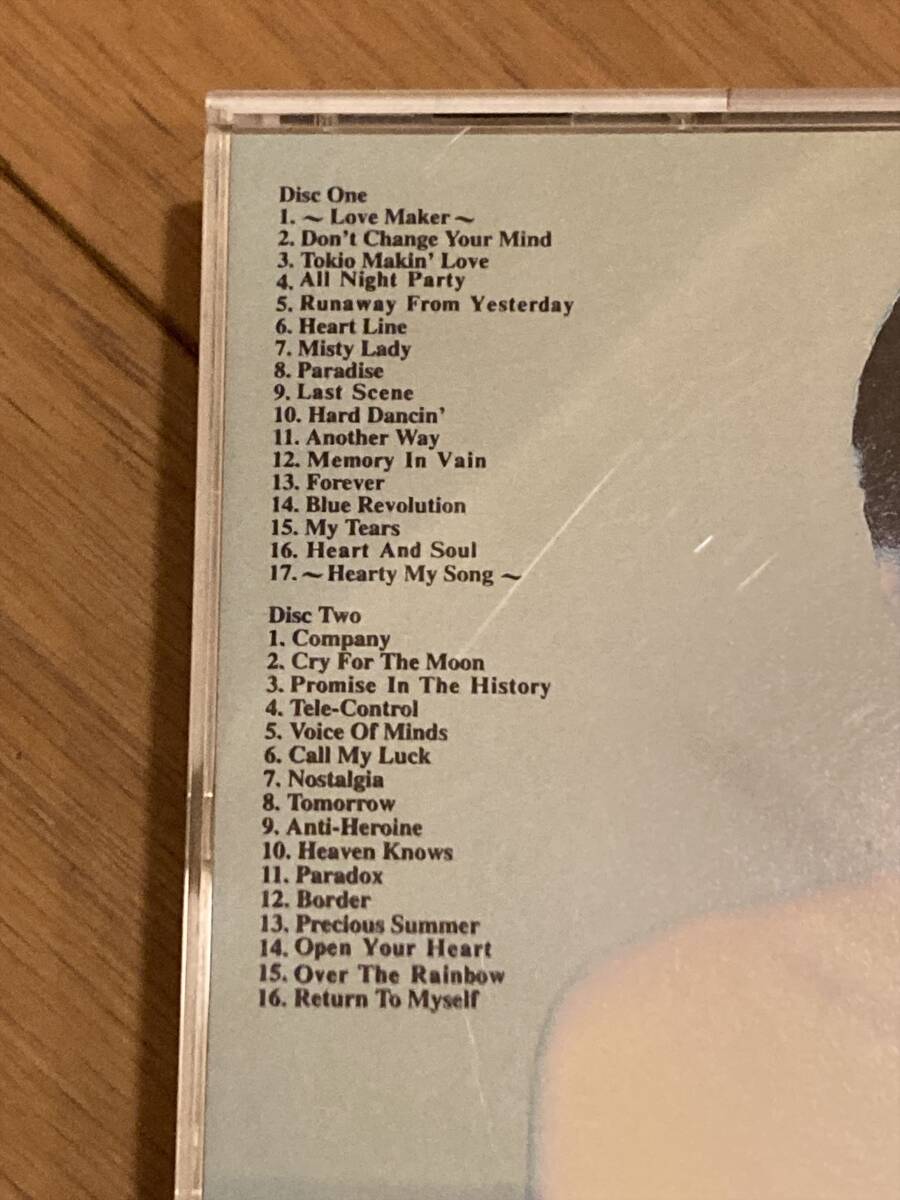 Disc One
1. ~ Love Maker ~
2. Don't Change Your Mind
3. Tokio Makin' Love
4. All Night Party
5. Runaway From Yesterday
6. Heart Line
7. Misty Lady
8. Paradise
9. Last Scene
10. Hard Dancin'
11. Another Way
12. Memory In Vain
13. Forever
14. Blue Revolution
15. My Tears
16. Heart And Soul
17. ~ Hearty My Song ~
Disc Two
1. Company
2. Cry For The Moon
3. Promise In The History
4. Tele-Control
5. Voice Of Minds
6. Call My Luck
7. Nostalgia
8. Tomorrow
9. Anti-Heroine
10. Heaven Knows
11. Paradox
12. Border
13. Precious Summer
14. Open Your Heart
15. Over The Rainbow
16. Return To Myself